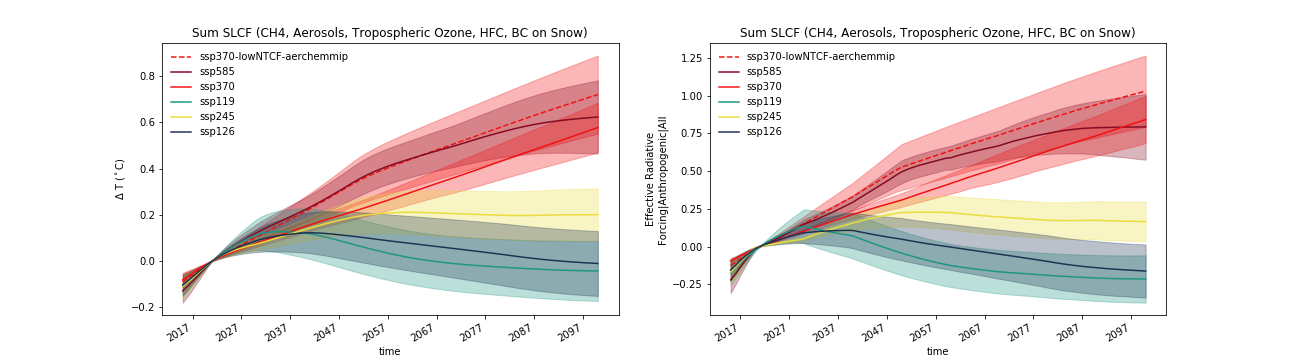 Sum SLCF (CH4, Aerosols, Tropospheric Ozone, HFC, BC on Snow)
ssp370-lowNTCF-aerchemmip
ssp585
ssp370
ssp119
ssp245
ssp126
Δ T (°C)
0.8
0.6
0.4
0.2
0.0
−0.2
2017
2027
2037
2047
2057
2067
2077
2087
2097
time
Sum SLCF (CH4, Aerosols, Tropospheric Ozone, HFC, BC on Snow)
ssp370-lowNTCF-aerchemmip
ssp585
ssp370
ssp119
ssp245
ssp126
Effective Radiative
Forcing|Anthropogenic|All
1.25
1.00
0.75
0.50
0.25
0.00
−0.25
2017
2027
2037
2047
2057
2067
2077
2087
2097
time